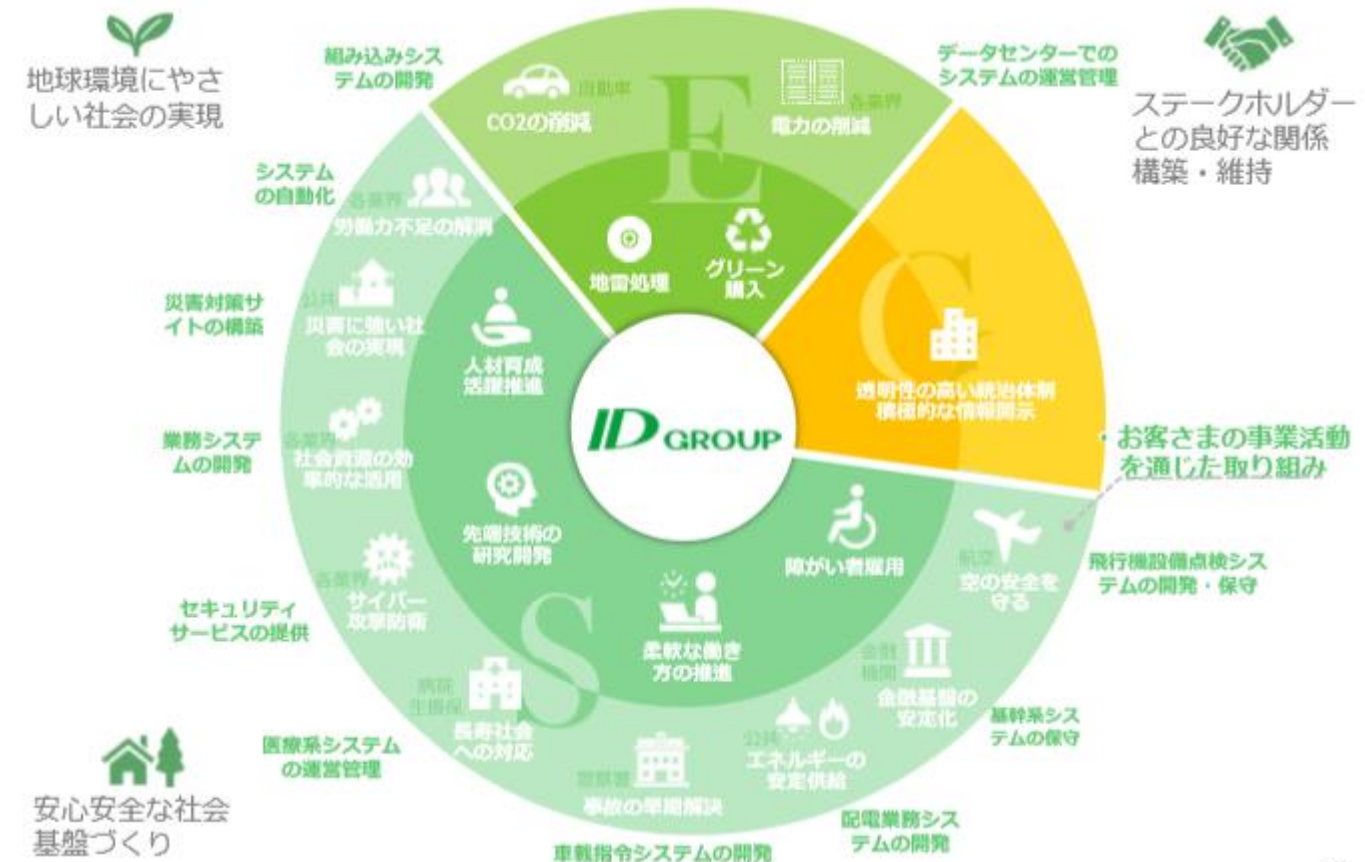 地球環境にやさ
しい社会の実現
組み込みシス
テムの開発
自動車
CO2の削減
E
各業界
電力の削減
データセンターでの
システムの運営管理
ステークホルダー
との良好な関係
構築・維持
システム
の自動化
各業界
労働力不足の解消
地雷処理
グリーン
購入
災害対策サ
イトの構築
公共
災害に強い社
会の実現
人材育成
活躍推進
G
透明性の高い統治体制
積極的な情報開示
ID GROUP
業務システ
ムの開発
各業界
社会資源の効
率的な活用
・お客さまの事業活動
を通じた取り組み
先端技術の
研究開発
障がい者雇用
航空
空の安全を
守る
飛行機設備点検シス
テムの開発・保守
セキュリティ
サービスの提供
各業界
サイバー
攻撃防衛
S
柔軟な働き
方の推進
金融
機関
金融基盤の
安定化
基幹系シス
テムの保守
病院
生損保
長寿社会
への対応
医療系システム
の運営管理
公共
エネルギーの
安定供給
配電業務シス
テムの開発
警察署
事故の早期解決
車載指令システムの開発
安心安全な社会
基盤づくり